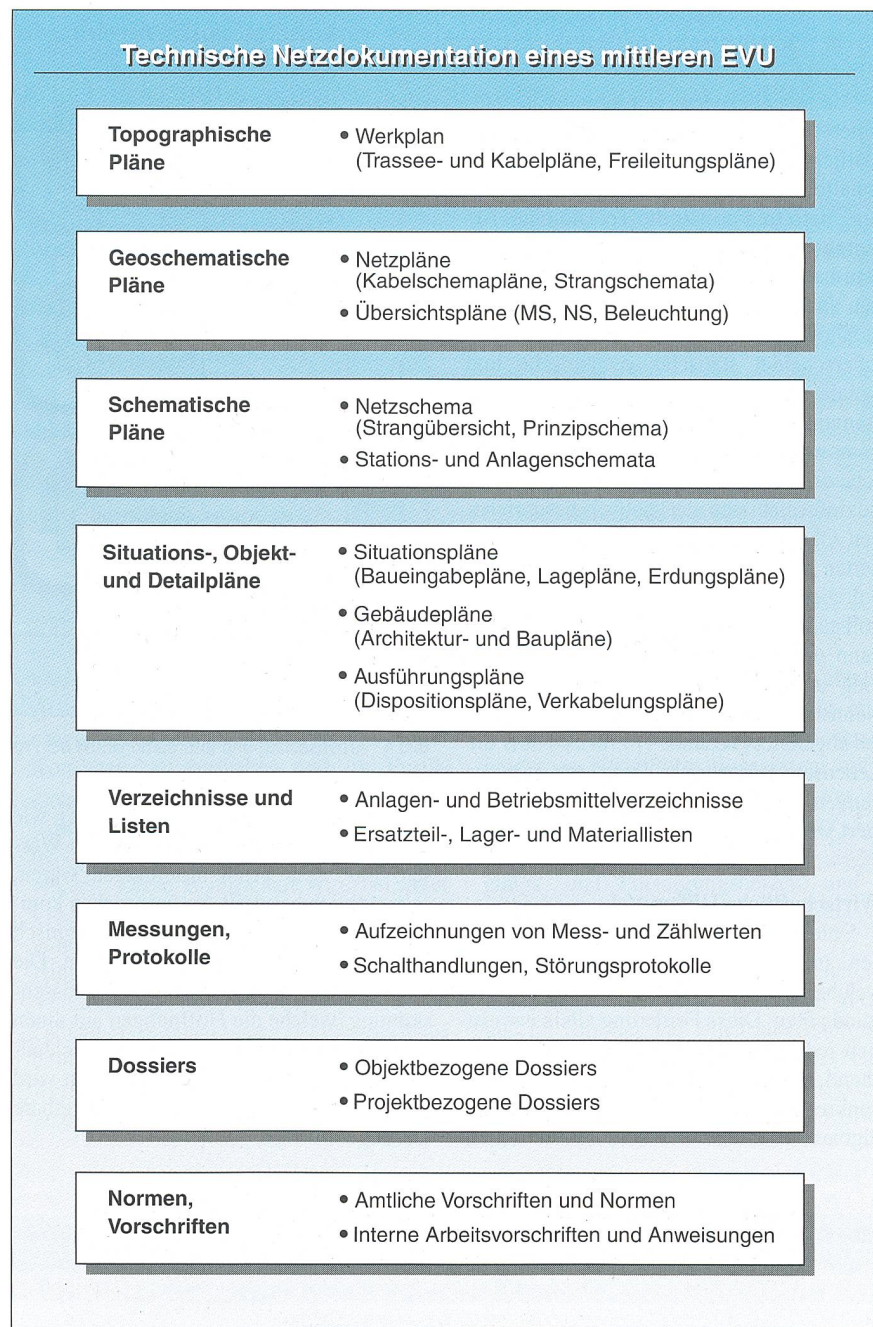 Technische Netzdokumentation eines mittleren EVU
Topographische
Pläne
• Werkplan
(Trassee- und Kabelpläne, Freileitungspläne)
Geoschematische
Pläne
• Netzpläne
(Kabelschemapläne, Strangschemata)
• Übersichtspläne (MS, NS, Beleuchtung)
Schematische
Pläne
• Netzschema
(Strangübersicht, Prinzipschema)
• Stations- und Anlagenschemata
Situations-, Objekt-
und Detailpläne
• Situationspläne
(Baueingabepläne, Lagepläne, Erdungspläne)
• Gebäudepläne
(Architektur- und Baupläne)
• Ausführungspläne
(Dispositionspläne, Verkabelungspläne)
Verzeichnisse und
Listen
• Anlagen- und Betriebsmittelverzeichnisse
• Ersatzteil-, Lager- und Materiallisten
Messungen,
Protokolle
• Aufzeichnungen von Mess- und Zählwerten
• Schalthandlungen, Störungsprotokolle
Dossiers
• Objektbezogene Dossiers
• Projektbezogene Dossiers
Normen,
Vorschriften
• Amtliche Vorschriften und Normen
• Interne Arbeitsvorschriften und Anweisungen